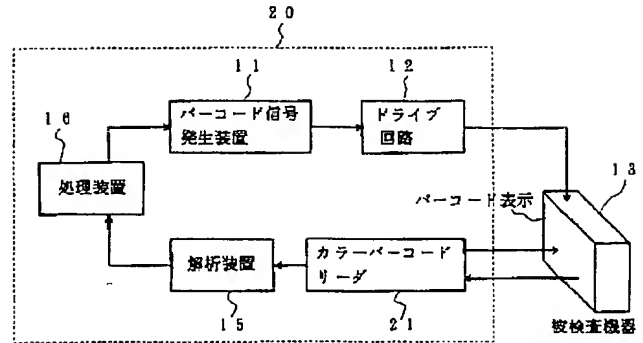 20
11
12
バーコード信号
発生装置
ドライブ
回路
16
処理装置
13
バーコード表示
解析装置
カラーバーコード
リーダ
15
21
被検査機器